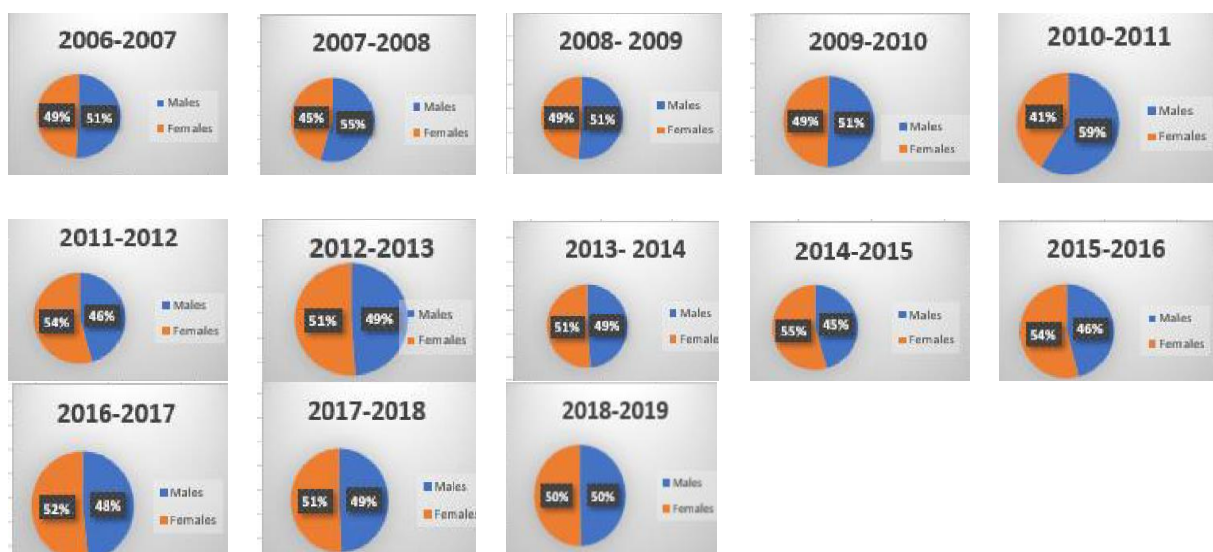 2006-2007
49% 51%
Males
Females
2007-2008
45% 55%
Males
Females
2008- 2009
49% 51%
Males
Females
2009-2010
49% 51%
Males
Females
2010-2011
41% 59%
Males
Females
2011-2012
54% 46%
Males
Females
2012-2013
51% 49%
Males
Females
2013- 2014
51% 49%
Males
Female
2014-2015
55% 45%
Males
Females
2015-2016
54% 46%
Males
Females
2016-2017
52% 48%
Males
Females
2017-2018
51% 49%
Males
Females
2018-2019
50% 50%
Males
Females